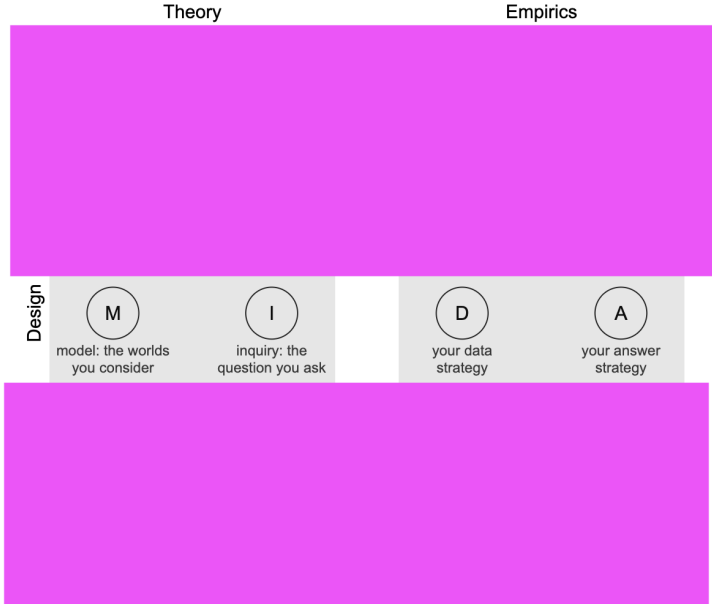 Theory
Empirics
Design
M
I
D
A
model: the worlds
you consider
inquiry: the
question you ask
your data
strategy
your answer
strategy